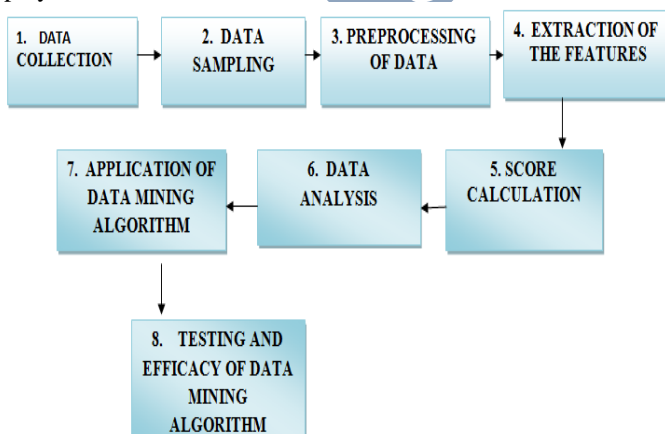 1. DATA
COLLECTION
2. DATA
SAMPLING
3. PREPROCESSING
OF DATA
4. EXTRACTION OF
THE FEATURES
5. SCORE
CALCULATION
6. DATA
ANALYSIS
7. APPLICATION OF
DATA MINING
ALGORITHM
8. TESTING AND
EFFICACY OF DATA
MINING
ALGORITHM